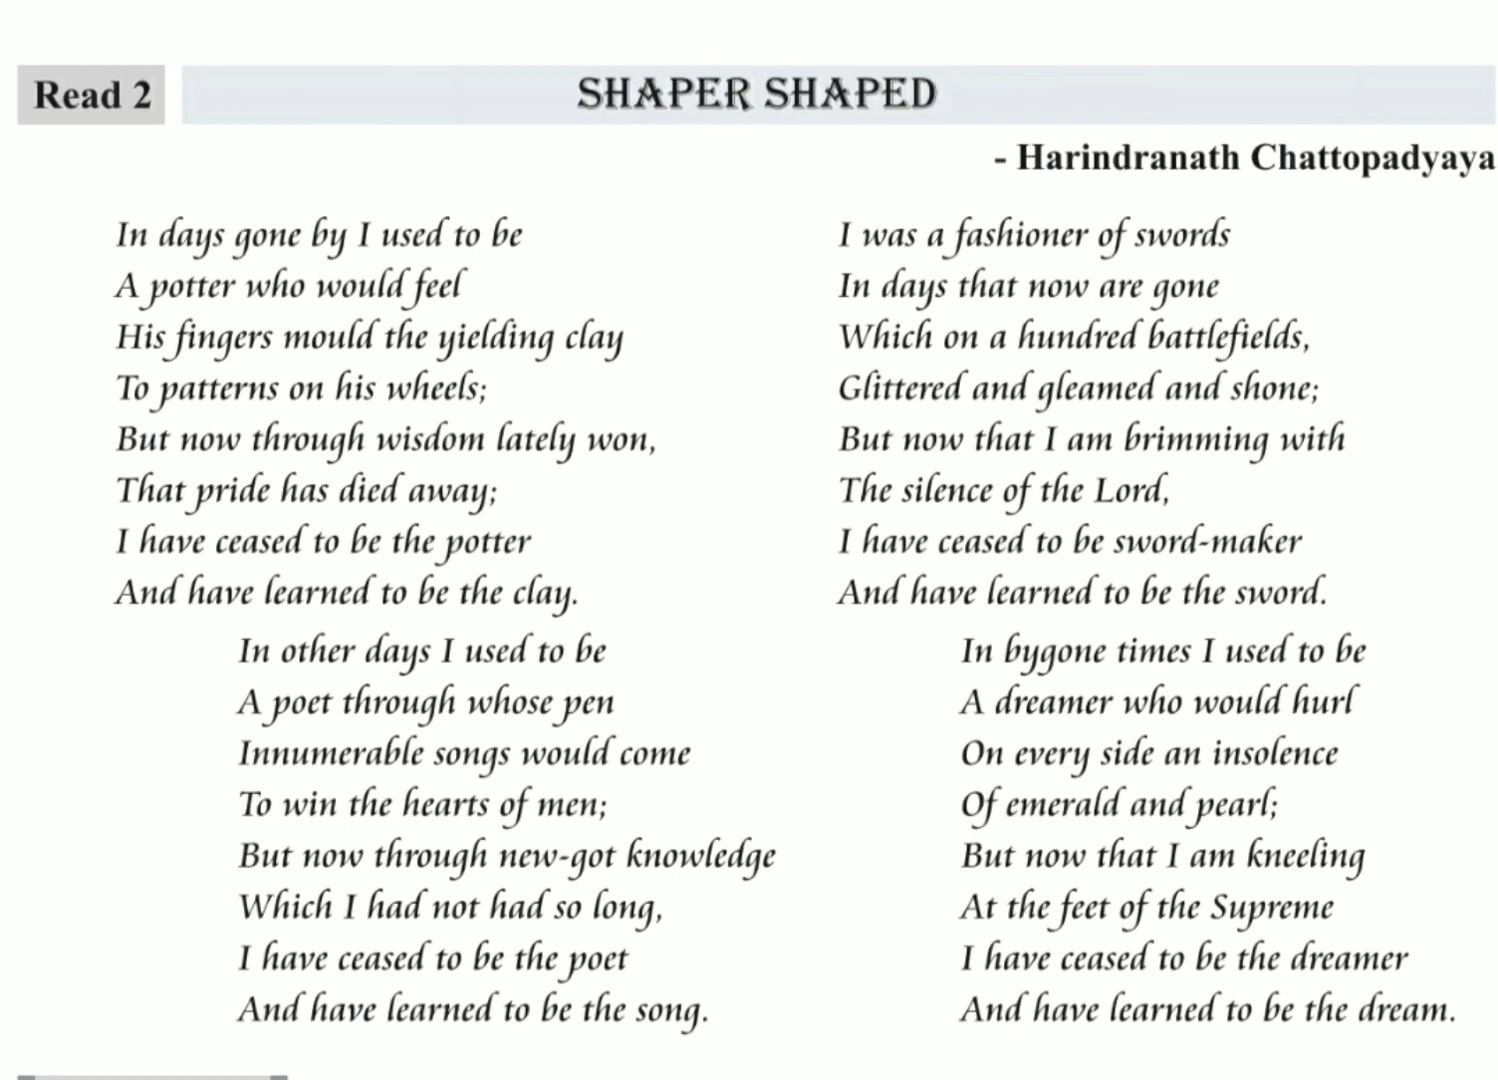 Read 2
SHAPER SHAPED
- Harindranath Chattopadyaya
In days gone by I used to be
A potter who would feel
His fingers mould the yielding clay
To patterns on his wheels;
But now through wisdom lately won,
That pride has died away;
I have ceased to be the potter
And have learned to be the clay.
In other days I used to be
A poet through whose pen
Innumerable songs would come
To win the hearts of men;
But now through new-got knowledge
Which I had not had so long,
I have ceased to be the poet
And have learned to be the song.
I was a fashioner of swords
In days that now are gone
Which on a hundred battlefields,
Glittered and gleamed and shone;
But now that I am brimming with
The silence of the Lord,
I have ceased to be sword-maker
And have learned to be the sword.
In bygone times I used to be
A dreamer who would hurl
On every side an insolence
Of emerald and pearl;
But now that I am kneeling
At the feet of the Supreme
I have ceased to be the dreamer
And have learned to be the dream.